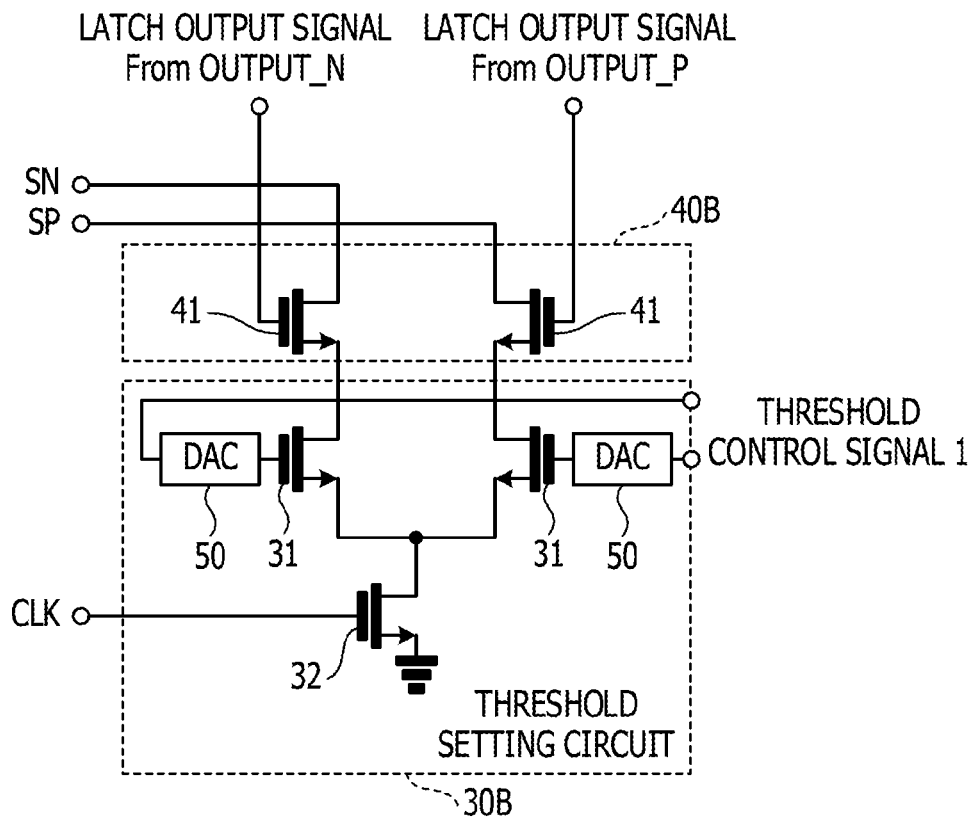 LATCH OUTPUT SIGNAL
From OUTPUT_N
LATCH OUTPUT SIGNAL
From OUTPUT_P
SN
SP
40B
41
41
THRESHOLD
CONTROL SIGNAL 1
DAC
DAC
50
31
31
50
CLK
32
THRESHOLD
SETTING CIRCUIT
30B